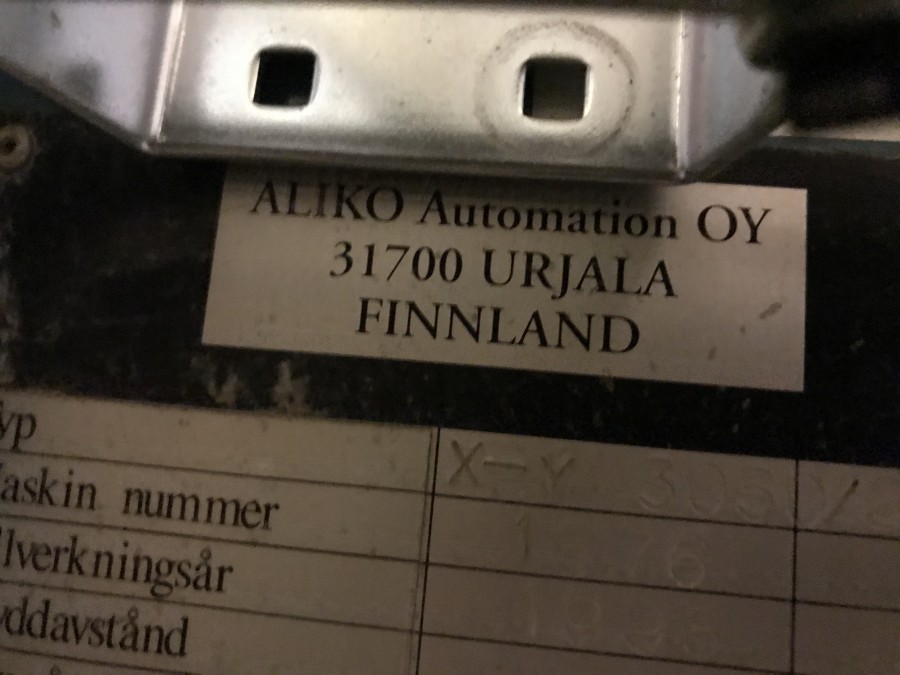 ALIKO Automation OY
31700 URJALA
FINNLAND
yp X-Y
askin nummer
lverkningsår
ddavstånd